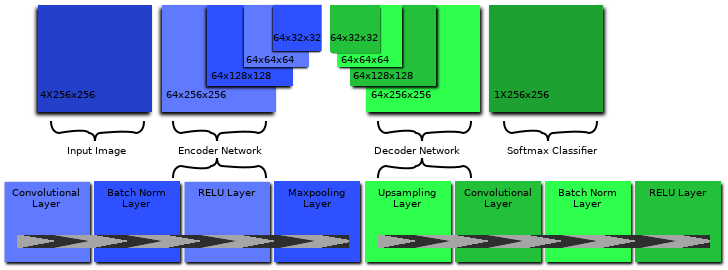 4X256x256
64x256x256
64x128x128
64x64x64
64x32x32
64x32x32
64x64x64
64x128x128
64x256x256
1X256x256
Input Image
Encoder Network
Decoder Network
Softmax Classifier
Convolutional
Layer
Batch Norm
Layer
RELU Layer
Maxpooling
Layer
Upsampling
Layer
Convolutional
Layer
Batch Norm
Layer
RELU Layer